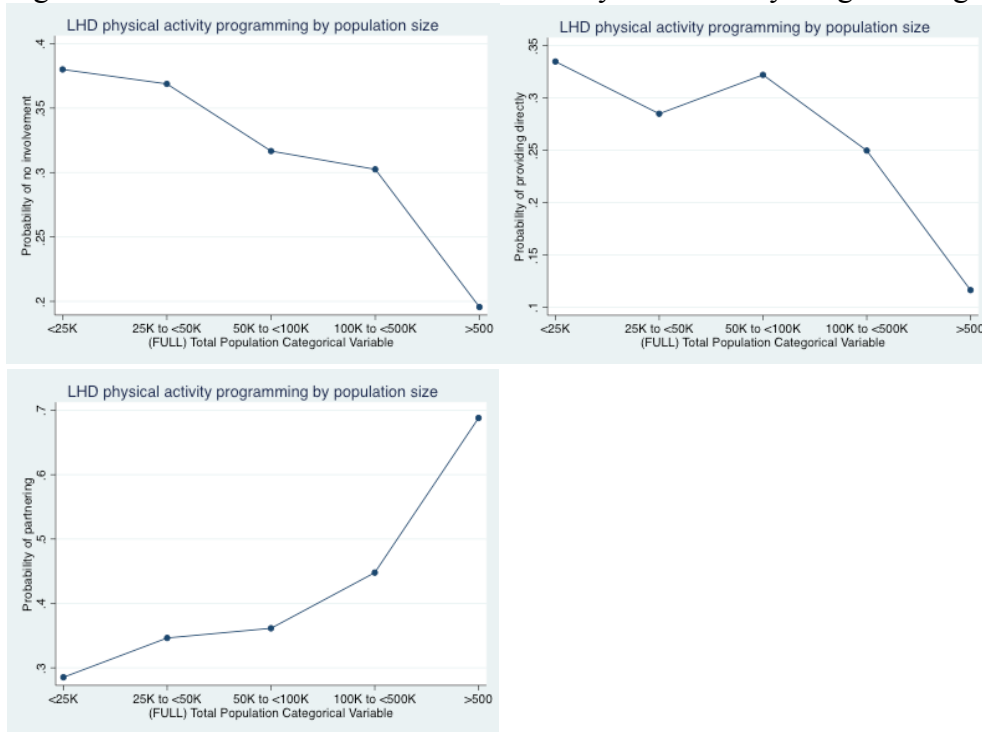 LHD physical activity programming by population size
Probability of no involvement
.4
.35
.3
.25
.2
<25K
25K to <50K
50K to <100K
100K to <500K
>500
(FULL) Total Population Categorical Variable
LHD physical activity programming by population size
Probability of providing directly
.35
.3
.25
.2
.15
.1
<25K
25K to <50K
50K to <100K
100K to <500K
>500
(FULL) Total Population Categorical Variable
LHD physical activity programming by population size
Probability of partnering
.7
.6
.5
.4
.3
<25K
25K to <50K
50K to <100K
100K to <500K
>500
(FULL) Total Population Categorical Variable